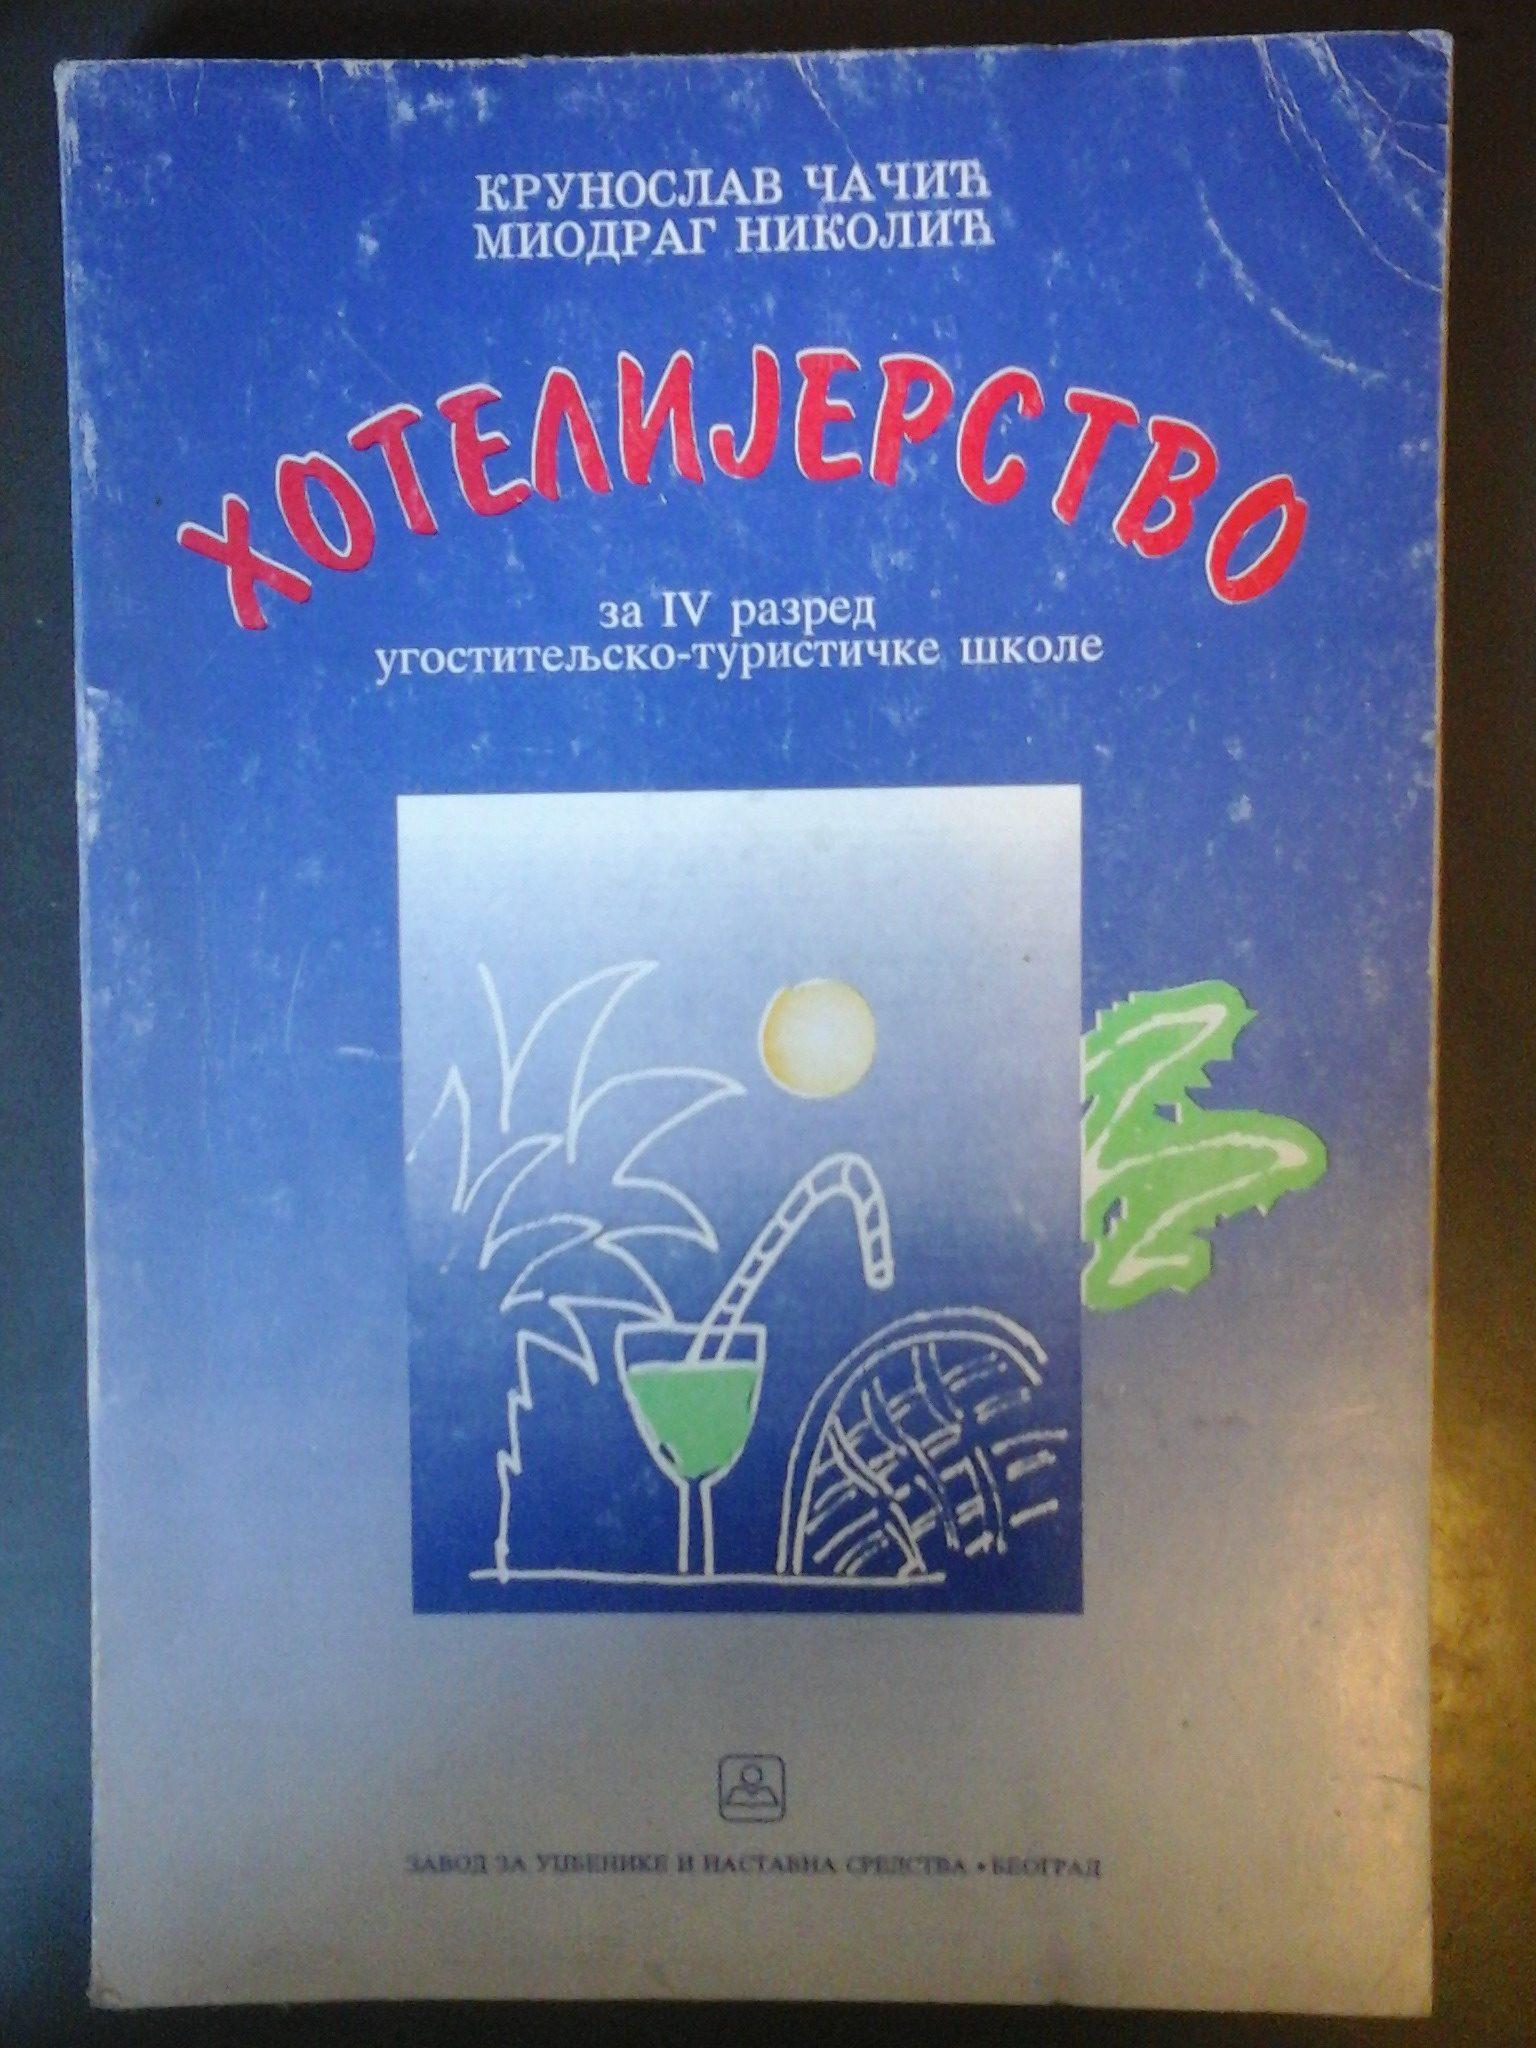 КРУНОСЛАВ ЧАЧИЋ
МИОДРАГ НИКОЛИЋ
ХОТЕЛИЈЕРСТВО
за IV разред
угоститељско-туристичке школе
ЗАВОД ЗА УЏБЕНИКЕ И НАСТАВНА СРЕДСТВА • БЕОГРАД